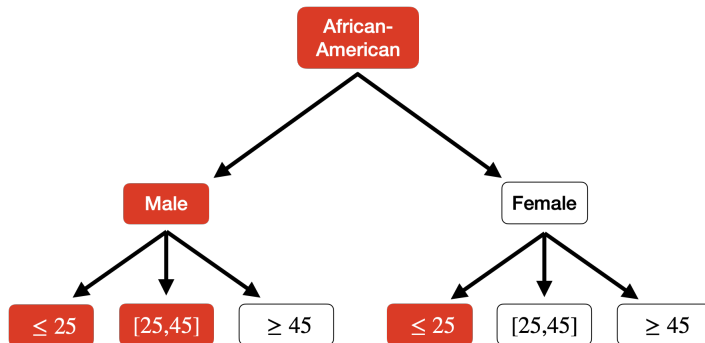 African-
American
Male
Female
≤ 25
[25,45]
≥ 45
≤ 25
[25,45]
≥ 45